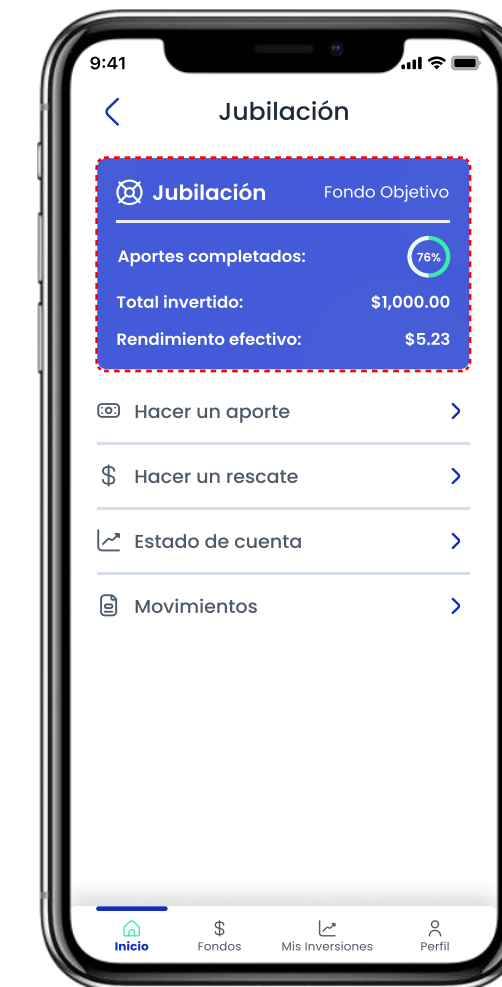 9:41
Jubilación
Jubilación Fondo Objetivo
Aportes completados: 76%
Total invertido: $1,000.00
Rendimiento efectivo: $5.23
Hacer un aporte
Hacer un rescate
Estado de cuenta
Movimientos
Inicio Fondos Mis Inversiones Perfil